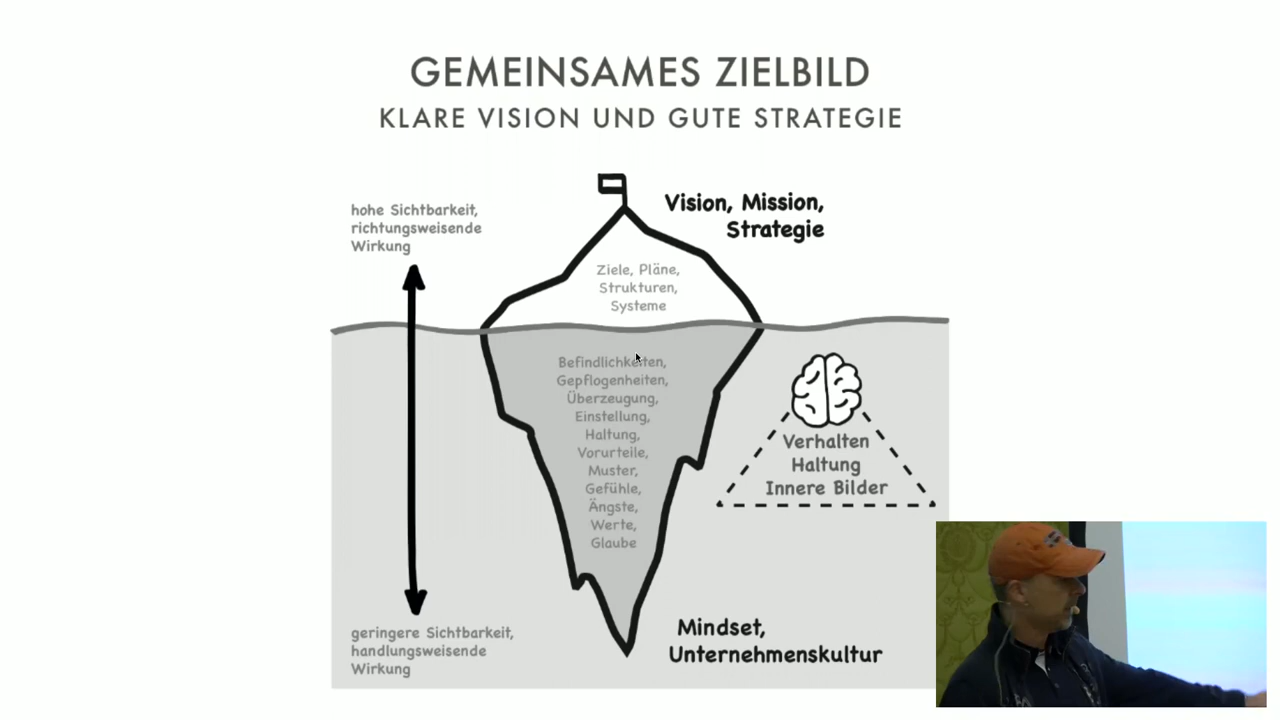 GEMEINSAMES ZIELBILD
KLARE VISION UND GUTE STRATEGIE
hohe Sichtbarkeit,
richtungsweisende
Wirkung
Vision, Mission,
Strategie
Ziele, Pläne,
Strukturen,
Systeme
Befindlichkeiten,
Gepflogenheiten,
Überzeugung,
Einstellung,
Haltung,
Vorurteile,
Muster,
Gefühle,
Ängste,
Werte,
Glaube
Verhalten
Haltung
Innere Bilder
geringere Sichtbarkeit,
handlungsweisende
Wirkung
Mindset,
Unternehmenskultur